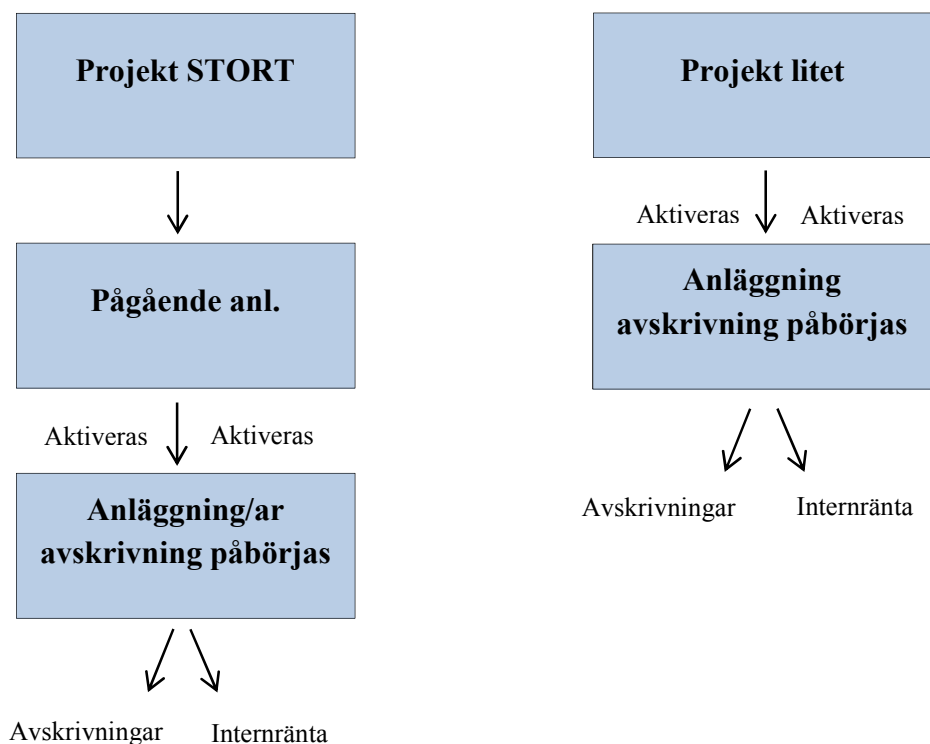 Projekt STORT
Pågående anl.
Aktiveras Aktiveras
Anläggning/ar
avskrivning påbörjas
Avskrivningar Internränta
Projekt litet
Aktiveras Aktiveras
Anläggning
avskrivning påbörjas
Avskrivningar Internränta